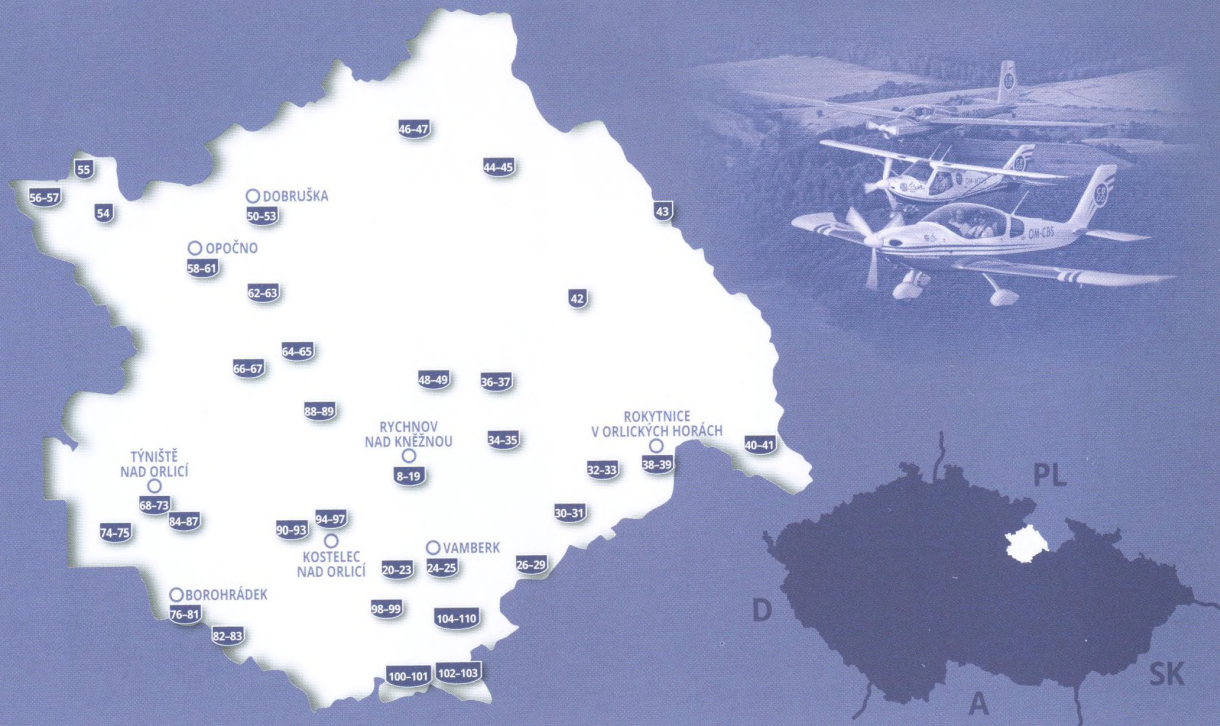 46–47
55
44–45
56–57
DOBRUŠKA
54
50–53
43
OPOČNO
58–61
62–63
42
64–65
66–67
48–49
36–37
88–89
ROKYTNICE
V ORLICKÝCH HORÁCH
RYCHNOV
NAD KNĚŽNOU
34–35
40–41
TÝNIŠTĚ
NAD ORLICÍ
32–33
38–39
8–19
68–73
74–75
84–87
90–93
94–97
30–31
KOSTELEC
NAD ORLICÍ
VAMBERK
20–23
24–25
26–29
BOROHRÁDEK
76–81
98–99
104–110
82–83
100–101
102–103
OM-CBS
PL
D
SK
A